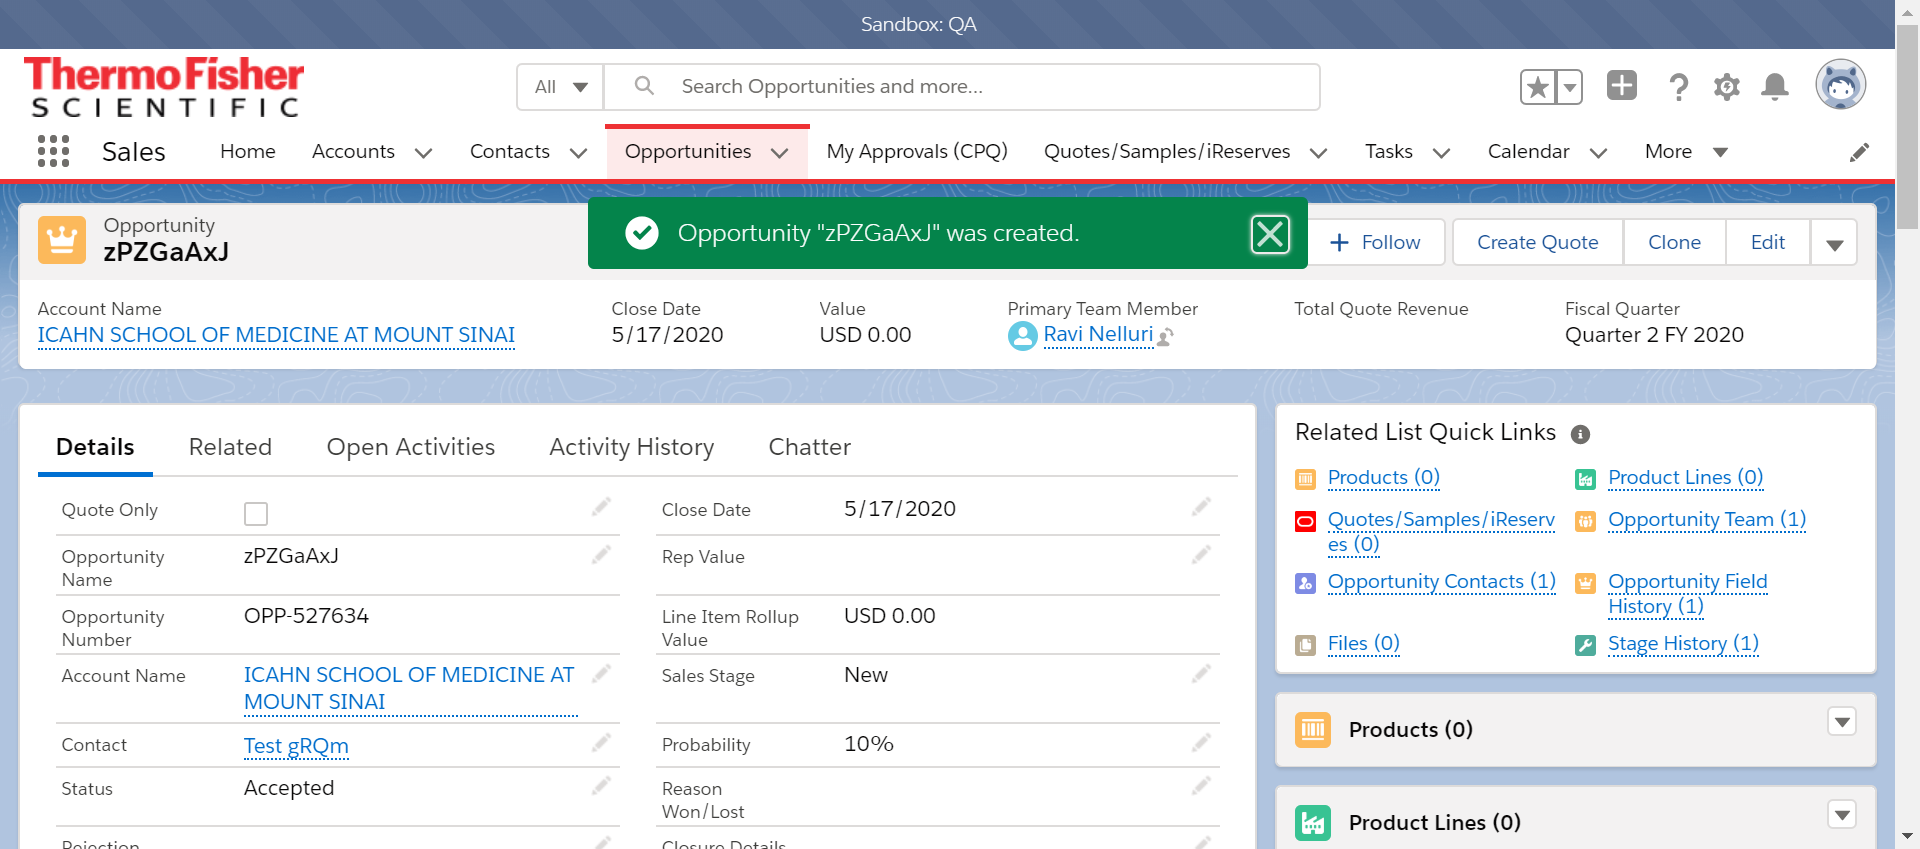 Sandbox: QA
ThermoFisher
SCIENTIFIC
All
Search Opportunities and more...
Sales
Home
Accounts
Contacts
Opportunities
My Approvals (CPQ)
Quotes/Samples/iReserves
Tasks
Calendar
More
Opportunity
zPZGaAxJ
Opportunity "zPZGaAxJ" was created.
Follow
Create Quote
Clone
Edit
Account Name
ICAHN SCHOOL OF MEDICINE AT MOUNT SINAI
Close Date
5/17/2020
Value
USD 0.00
Primary Team Member
Ravi Nelluri
Total Quote Revenue
Fiscal Quarter
Quarter 2 FY 2020
Details
Related
Open Activities
Activity History
Chatter
Quote Only
Opportunity
Name
zPZGaAxJ
Opportunity
Number
OPP-527634
Account Name
ICAHN SCHOOL OF MEDICINE AT
MOUNT SINAI
Contact
Test gRQm
Status
Accepted
Rejection
Close Date
5/17/2020
Rep Value
Line Item Rollup
Value
USD 0.00
Sales Stage
New
Probability
10%
Reason
Won/Lost
Closure Details
Related List Quick Links
Products (0)
Product Lines (0)
Quotes/Samples/iReserv
es (0)
Opportunity Team (1)
Opportunity Contacts (1)
Opportunity Field
History (1)
Files (0)
Stage History (1)
Products (0)
Product Lines (0)